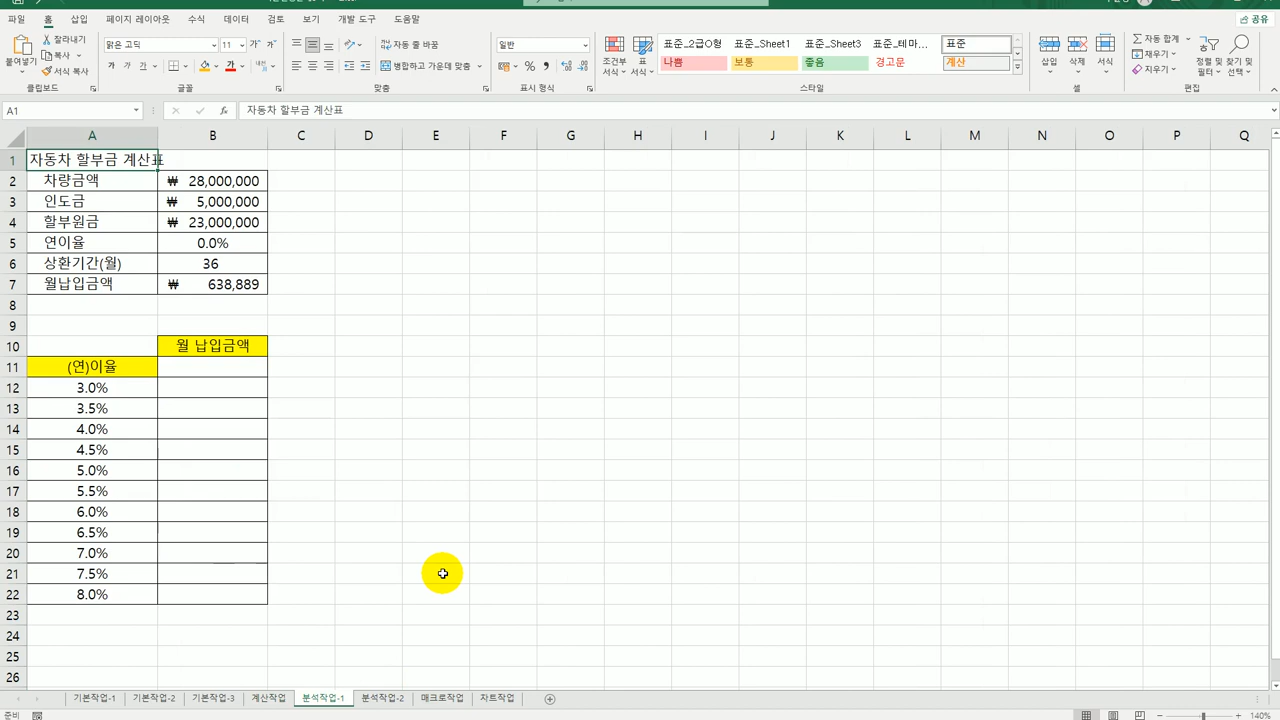 파일 홈 삽입 페이지 레이아웃 수식 데이터 검토 보기 개발 도구 도움말 공유
붙여넣기 잘라내기 복사 서식 복사 클립보드
맑은 고딕 11 가 가 가 가 가 가 글꼴
자동 줄 바꿈 병합하고 가운데 맞춤 맞춤
일반 % 표시 형식
조건부 서식 표 서식
표준_2급O형 표준_Sheet1 표준_Sheet3 표준_테마... 표준
나쁨 보통 좋음 경고문 계산
스타일
삽입 삭제 서식 셀
자동 합계 채우기 지우기 정렬 및 필터 찾기 및 선택 편집
A1 fx 자동차 할부금 계산표
A B C D E F G H I J K L M N O P Q
1 자동차 할부금 계산표
2 차량금액 ₩ 28,000,000
3 인도금 ₩ 5,000,000
4 할부원금 ₩ 23,000,000
5 연이율 0.0%
6 상환기간(월) 36
7 월납입금액 ₩ 638,889
8
9
10 월 납입금액
11 (연)이율
12 3.0%
13 3.5%
14 4.0%
15 4.5%
16 5.0%
17 5.5%
18 6.0%
19 6.5%
20 7.0%
21 7.5%
22 8.0%
23
24
25
26
기본작업-1 기본작업-2 기본작업-3 계산작업 분석작업-1 분석작업-2 매크로작업 차트작업
준비 140%